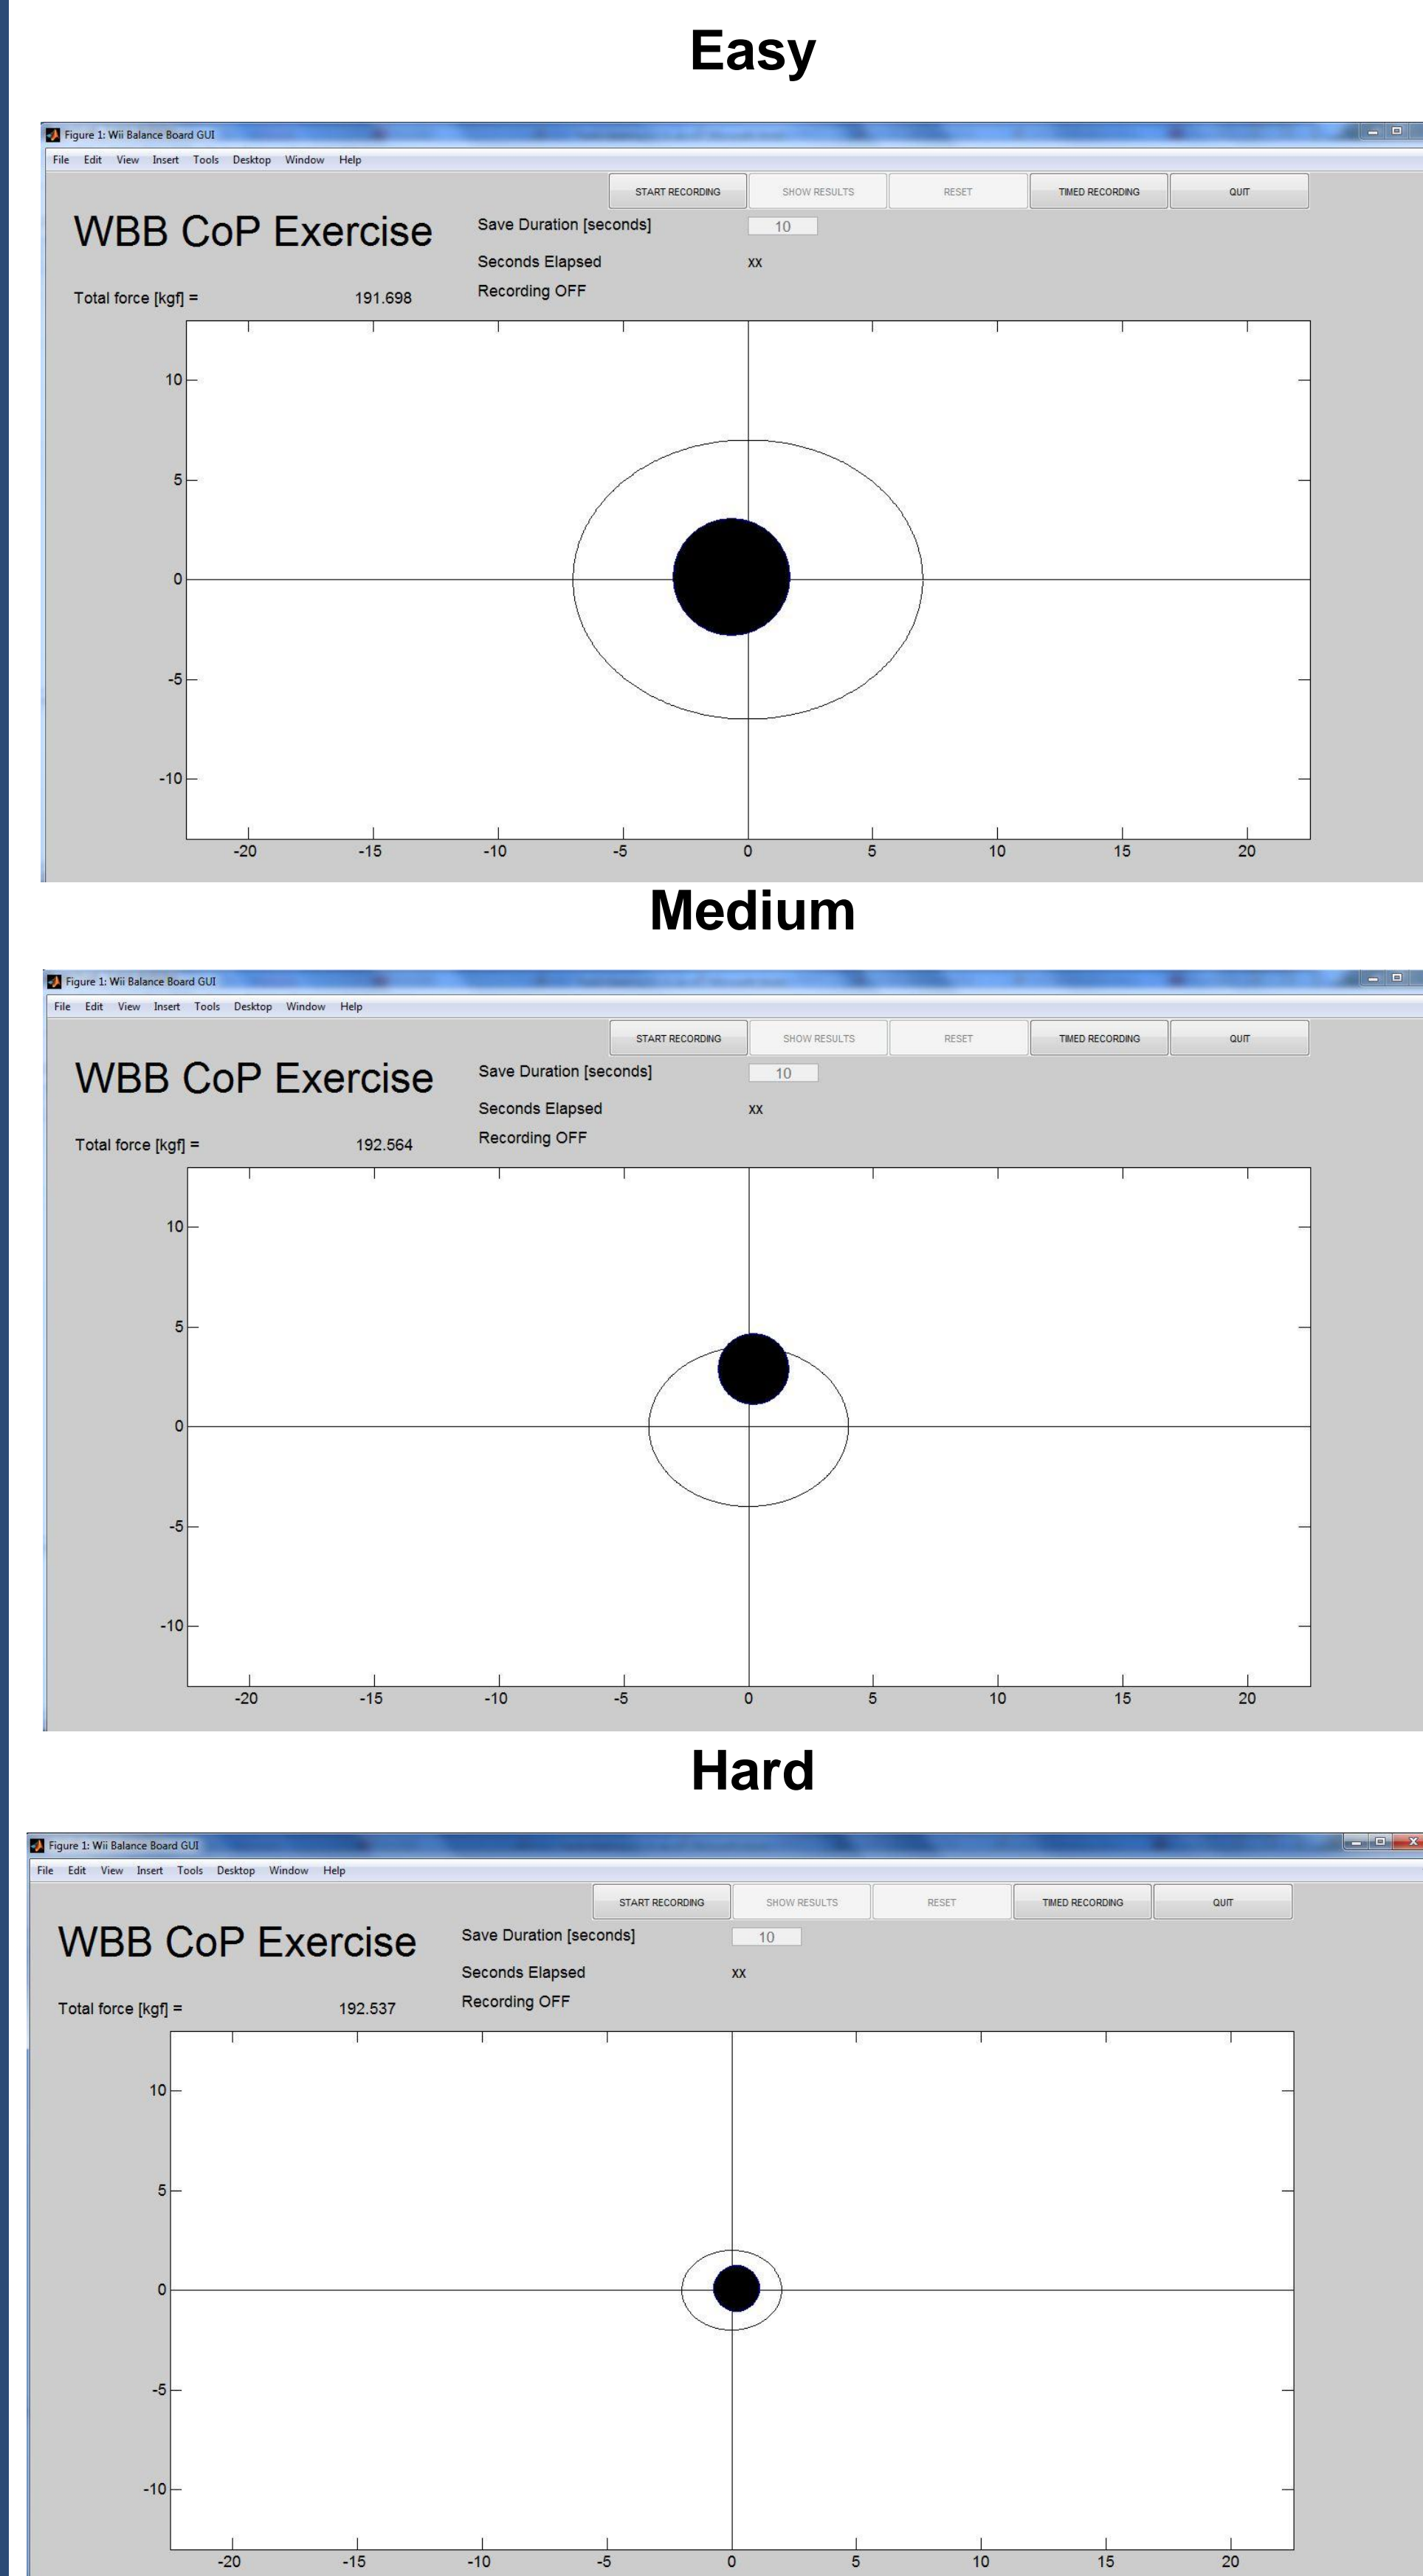 Easy
Figure 1: Wii Balance Board GUI
File Edit View Insert Tools Desktop Window Help
START RECORDING SHOW RESULTS RESET TIMED RECORDING QUIT
WBB CoP Exercise
Save Duration [seconds] 10
Seconds Elapsed xx
Recording OFF
Total force [kgf] = 191.698
10
5
0
-5
-10
-20 -15 -10 -5 0 5 10 15 20
Medium
Figure 1: Wii Balance Board GUI
File Edit View Insert Tools Desktop Window Help
START RECORDING SHOW RESULTS RESET TIMED RECORDING QUIT
WBB CoP Exercise
Save Duration [seconds] 10
Seconds Elapsed xx
Recording OFF
Total force [kgf] = 192.564
10
5
0
-5
-10
-20 -15 -10 -5 0 5 10 15 20
Hard
Figure 1: Wii Balance Board GUI
File Edit View Insert Tools Desktop Window Help
START RECORDING SHOW RESULTS RESET TIMED RECORDING QUIT
WBB CoP Exercise
Save Duration [seconds] 10
Seconds Elapsed xx
Recording OFF
Total force [kgf] = 192.537
10
5
0
-5
-10
-20 -15 -10 -5 0 5 10 15 20